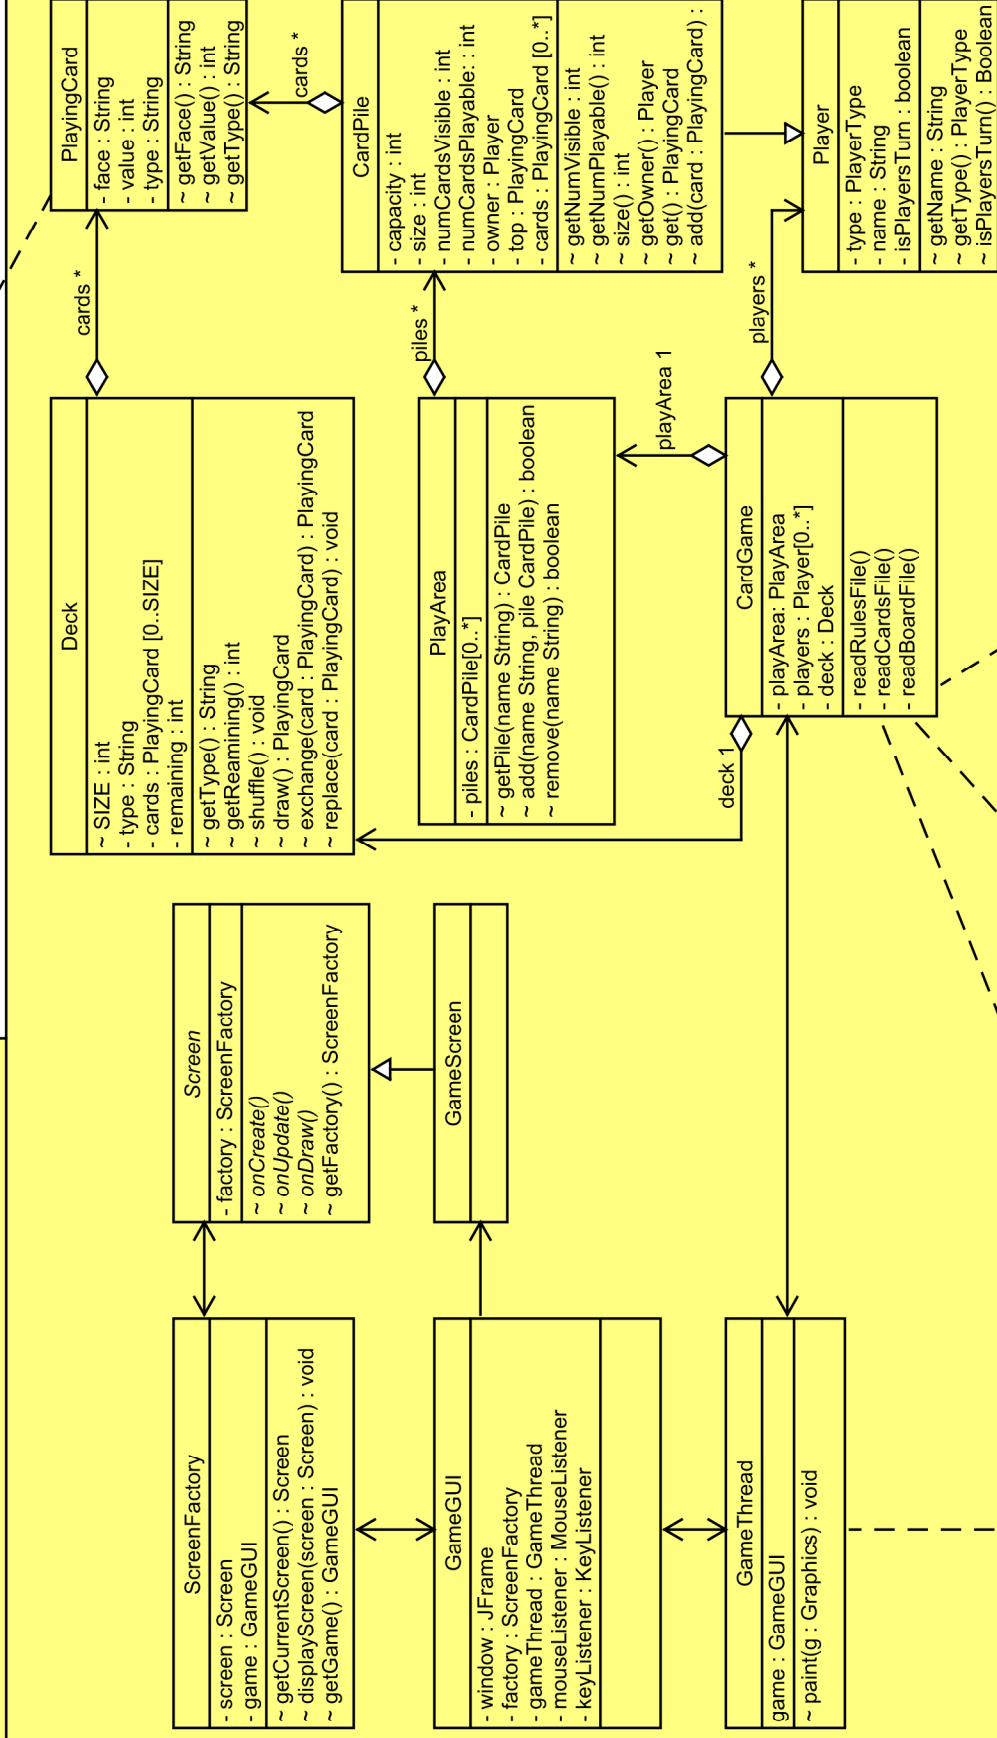 ScreenFactory
- screen : Screen
- game : GameGUI
~ getCurrentScreen() : Screen
~ displayScreen(screen : Screen) : void
~ getGame() : GameGUI
GameGUI
- window : JFrame
- factory : ScreenFactory
- gameThread : GameThread
- mouseListener : MouseListener
- keyListener : KeyListener
GameThread
game : GameGUI
~ paint(g : Graphics) : void
Screen
- factory : ScreenFactory
~ onCreate()
~ onUpdate()
~ onDraw()
~ getFactory() : ScreenFactory
GameScreen
Deck
~ SIZE : int
- type : String
- cards : PlayingCard [0..SIZE]
- remaining : int
~ getType() : String
~ getReamining() : int
~ shuffle() : void
~ draw() : PlayingCard
~ exchange(card : PlayingCard) : PlayingCard
~ replace(card : PlayingCard) : void
cards *
PlayArea
- piles : CardPile[0..*]
~ getPile(name String) : CardPile
~ add(name String, pile CardPile) : boolean
~ remove(name String) : boolean
piles *
playArea 1
deck 1
CardGame
- playArea: PlayArea
- players : Player[0..*]
- deck : Deck
- readRulesFile()
- readCardsFile()
- readBoardFile()
players *
PlayingCard
- face : String
- value : int
- type : String
~ getFace() : String
~ getValue() : int
~ getType() : String
cards *
CardPile
- capacity : int
- size : int
- numCardsVisible : int
- numCardsPlayable: : int
- owner : Player
- top : PlayingCard
- cards : PlayingCard [0..*]
~ getNumVisible : int
~ getNumPlayable() : int
~ size() : int
~ getOwner() : Player
~ get() : PlayingCard
~ add(card : PlayingCard) :
Player
- type : PlayerType
- name : String
- isPlayersTurn : boolean
~ getName : String
~ getType() : PlayerType
~ isPlayersTurn() : Boolean